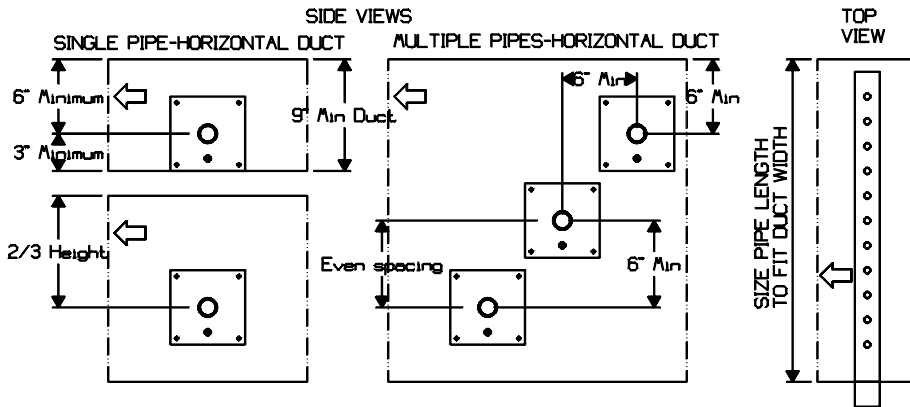 SIDE VIEWS
SINGLE PIPE-HORIZONTAL DUCT
MULTIPLE PIPES-HORIZONTAL DUCT
TOP
VIEW
6" Minimum
3" Minimum
9" Min Duct
6" Min
6" Min
2/3 Height
Even spacing
6" Min
SIZE PIPE LENGTH
TO FIT DUCT WIDTH